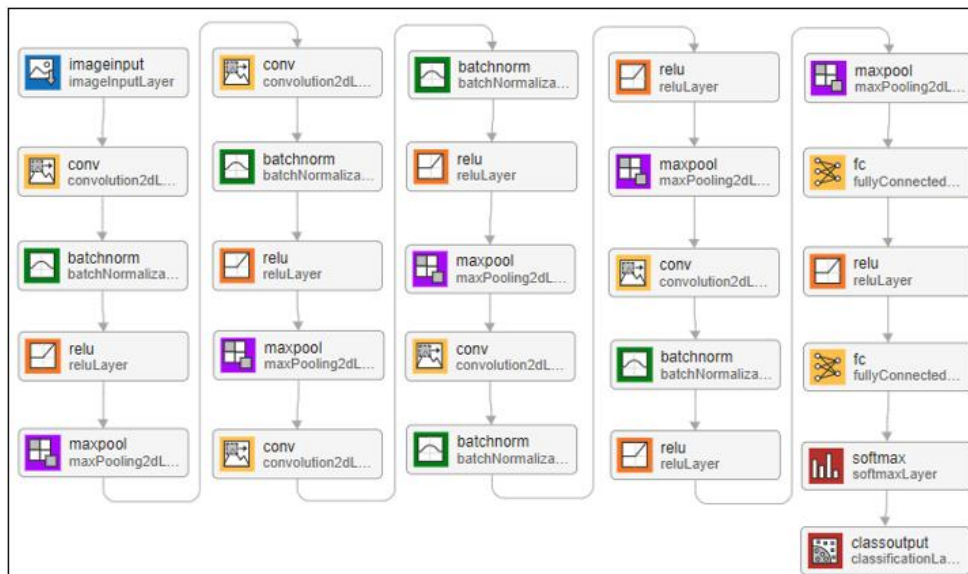 imageinput
imageInputLayer
conv
convolution2dL...
batchnorm
batchNormaliza...
relu
reluLayer
maxpool
maxPooling2dL...
conv
convolution2dL...
batchnorm
batchNormaliza...
relu
reluLayer
maxpool
maxPooling2dL...
conv
convolution2dL...
batchnorm
batchNormaliza...
relu
reluLayer
maxpool
maxPooling2dL...
conv
convolution2dL...
batchnorm
batchNormaliza...
relu
reluLayer
maxpool
maxPooling2dL...
conv
convolution2dL...
batchnorm
batchNormaliza...
relu
reluLayer
maxpool
maxPooling2dL...
fc
fullyConnected...
relu
reluLayer
fc
fullyConnected...
softmax
softmaxLayer
classoutput
classificationLa...